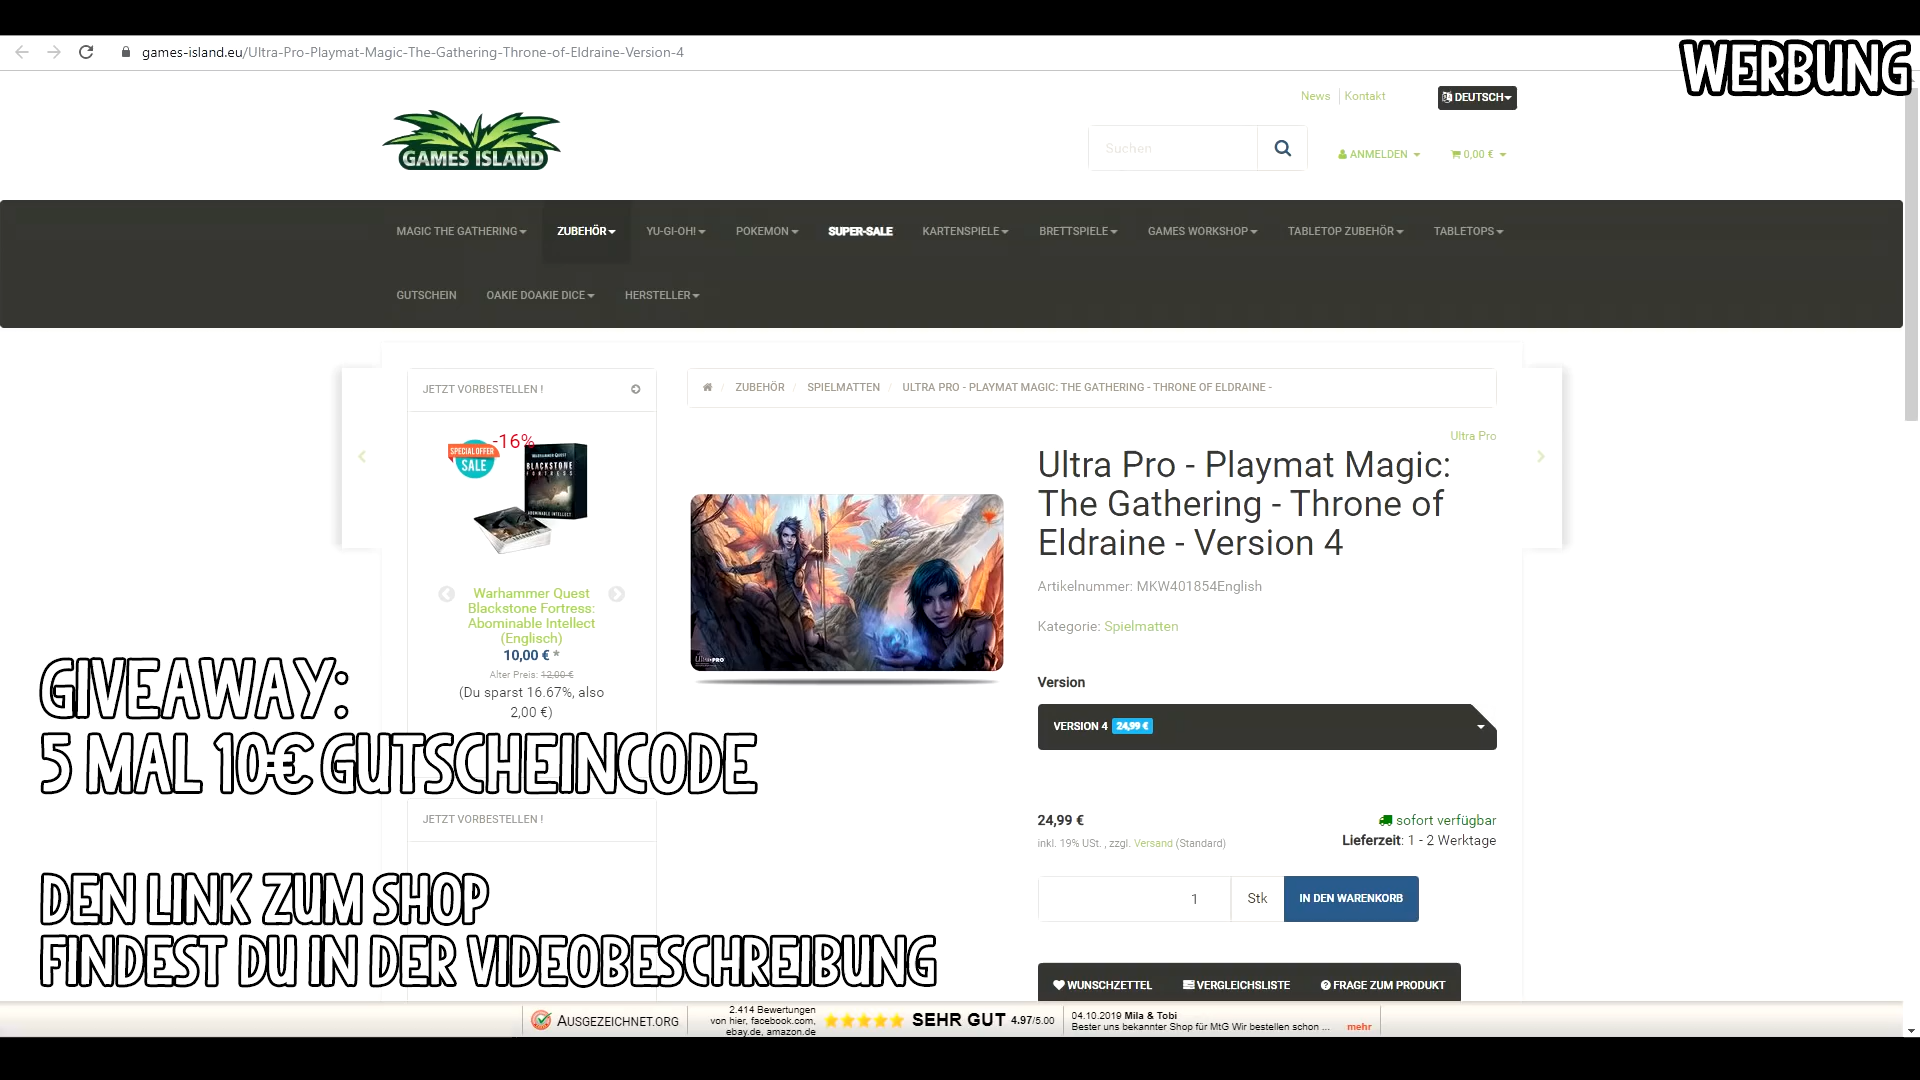 games-island.eu/Ultra-Pro-Playmat-Magic-The-Gathering-Throne-of-Eldraine-Version-4
WERBUNG
News
Kontakt
DEUTSCH
GAMES ISLAND
Suchen
ANMELDEN
0,00 €
MAGIC THE GATHERING
ZUBEHÖR
YU-GI-OH!
POKEMON
SUPER-SALE
KARTENSPIELE
BRETTSPIELE
GAMES WORKSHOP
TABLETOP ZUBEHÖR
TABLETOPS
GUTSCHEIN
OAKIE DOAKIE DICE
HERSTELLER
JETZT VORBESTELLEN !
ZUBEHÖR / SPIELMATTEN / ULTRA PRO - PLAYMAT MAGIC: THE GATHERING - THRONE OF ELDRAINE -
-16%
SPECIAL OFFER
SALE
WARHAMMER QUEST
BLACKSTONE
FORTRESS
ABOMINABLE INTELLECT
Warhammer Quest
Blackstone Fortress:
Abominable Intellect
(Englisch)
10,00 € *
Alter Preis: 12,00 €
(Du sparst 16.67%, also
2,00 €)
Ultra Pro
Ultra Pro - Playmat Magic:
The Gathering - Throne of
Eldraine - Version 4
Artikelnummer: MKW401854English
Kategorie: Spielmatten
Version
VERSION 4 24,99 €
24,99 €
sofort verfügbar
inkl. 19% USt. , zzgl. Versand (Standard)
Lieferzeit: 1 - 2 Werktage
1
Stk
IN DEN WARENKORB
WUNSCHZETTEL
VERGLEICHSLISTE
FRAGE ZUM PRODUKT
GIVEAWAY:
5 MAL 10€ GUTSCHEINCODE
JETZT VORBESTELLEN !
DEN LINK ZUM SHOP
FINDEST DU IN DER VIDEOBESCHREIBUNG
AUSGEZEICHNET.ORG
2.414 Bewertungen
von hier, facebook.com,
ebay.de, amazon.de
SEHR GUT 4.97/5.00
04.10.2019 Mila & Tobi
Bester uns bekannter Shop für MtG Wir bestellen schon ... mehr